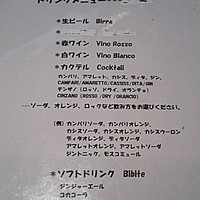 ドリンクメニュー
*生ビール Birra
*赤ワイン Vino Rosso
*白ワイン Vino Bianco
*カクテル Cocktail
カンパリ、アマレット、カシス、ディタ、ジン
CAMPARI/AMARETTO/CASSISS/DITA/GIN
チンザノ（ロッソ、ドライ、オランチョ）
CINZANO (ROSSO / DRY / ORANCIO)
---ソーダ、オレンジ、ロックなど飲み方をお選びください。
（例）カンパリソーダ、カンパリオレンジ
カシスソーダ、カシスオレンジ、カシスウーロン
ディタソーダ、ディタオレンジ
アマレットソーダ、アマレットオレンジ
ジントニック、モスコミュール
*ソフトドリンク Bibite
ジンジャーエール
コカコーラ